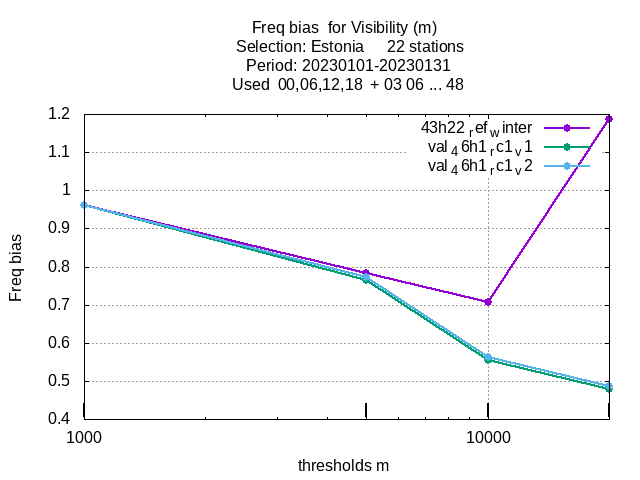 Freq bias  for Visibility (m)
Selection: Estonia     22 stations
Period: 20230101-20230131
Used  00,06,12,18  + 03 06 ... 48
1.2
1.1
1
0.9
0.8
0.7
0.6
0.5
0.4
Freq bias
43h22 ref winter
val 46h1 rc1 v1
val 46h1 rc1 v2
1000
10000
thresholds m